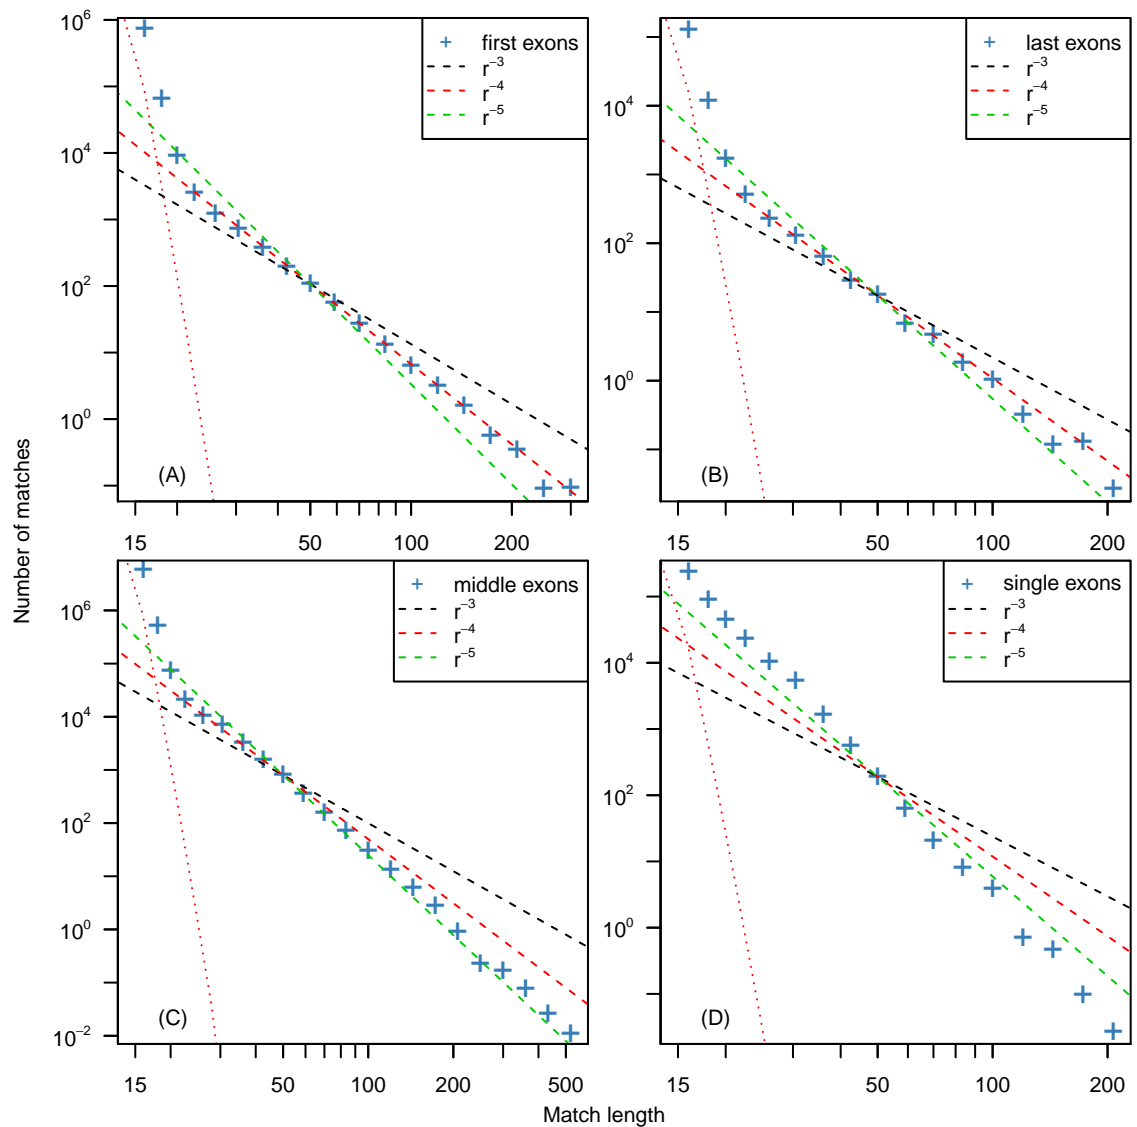 first exons
r−3
r−4
r−5
10^6
10^4
10^2
10^0
(A)
15 50 100 200
last exons
r−3
r−4
r−5
10^4
10^2
10^0
(B)
15 50 100 200
middle exons
r−3
r−4
r−5
10^6
10^4
10^2
10^0
10^−2
(C)
15 50 100 200 500
single exons
r−3
r−4
r−5
10^4
10^2
10^0
(D)
15 50 100 200
Number of matches
Match length